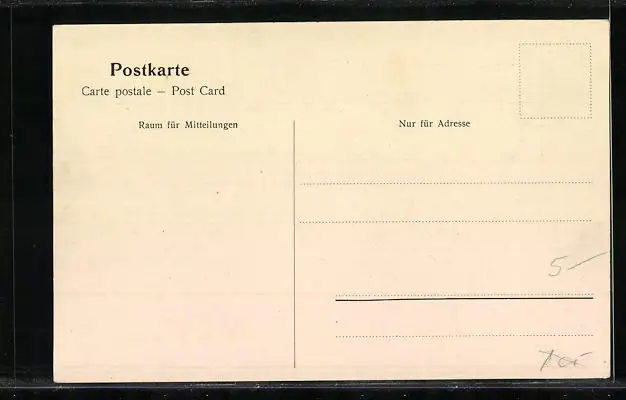 Postkarte
Carte postale — Post Card
Raum für Mitteilungen
Nur für Adresse
5-